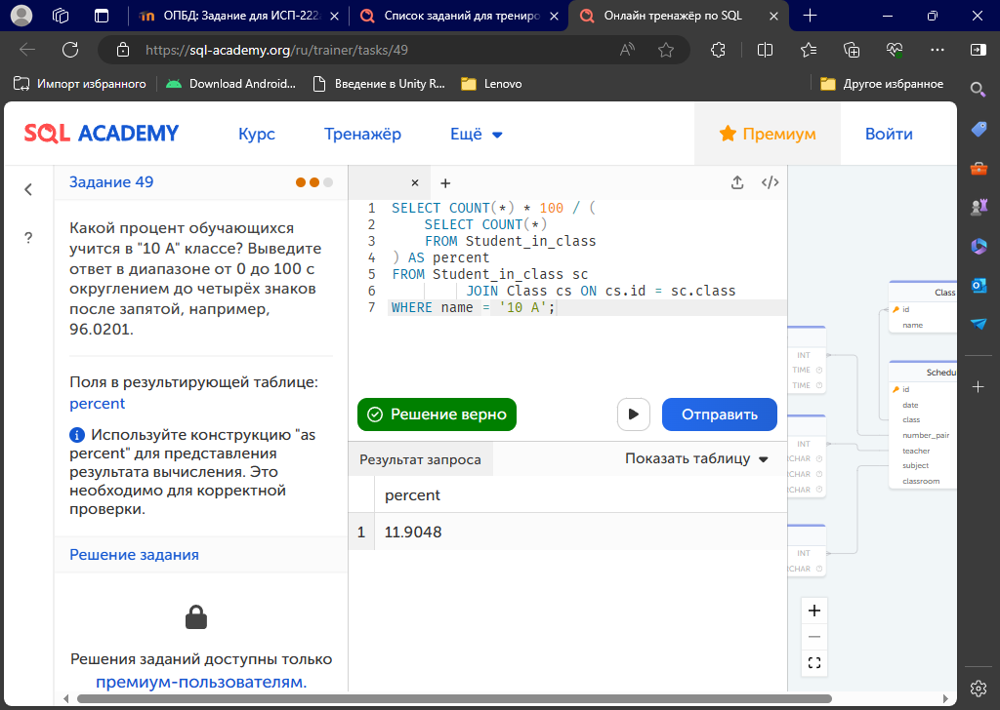 ОПБД: Задание для ИСП-222
Список заданий для трениро
Онлайн тренажёр по SQL
https://sql-academy.org/ru/trainer/tasks/49
Импорт избранного
Download Android...
Введение в Unity R...
Lenovo
Другое избранное
SQL ACADEMY
Курс
Тренажёр
Ещё
Премиум
Войти
Задание 49
?
Какой процент обучающихся
учится в "10 A" классе? Выведите
ответ в диапазоне от 0 до 100 с
округлением до четырёх знаков
после запятой, например,
96.0201.
Поля в результирующей таблице:
percent
Используйте конструкцию "as
percent" для представления
результата вычисления. Это
необходимо для корректной
проверки.
Решение задания
Решения заданий доступны только
премиум-пользователям.
1 SELECT COUNT(*) * 100 / (
2 SELECT COUNT(*)
3 FROM Student_in_class
4 ) AS percent
5 FROM Student_in_class sc
6 JOIN Class cs ON cs.id = sc.class
7 WHERE name = '10 A';
Решение верно
Отправить
Результат запроса
Показать таблицу
percent
1 11.9048
INT
TIME
TIME
INT
RCHAR
RCHAR
RCHAR
INT
RCHAR
Class
id
name
Schedu
id
date
class
number_pair
teacher
subject
classroom